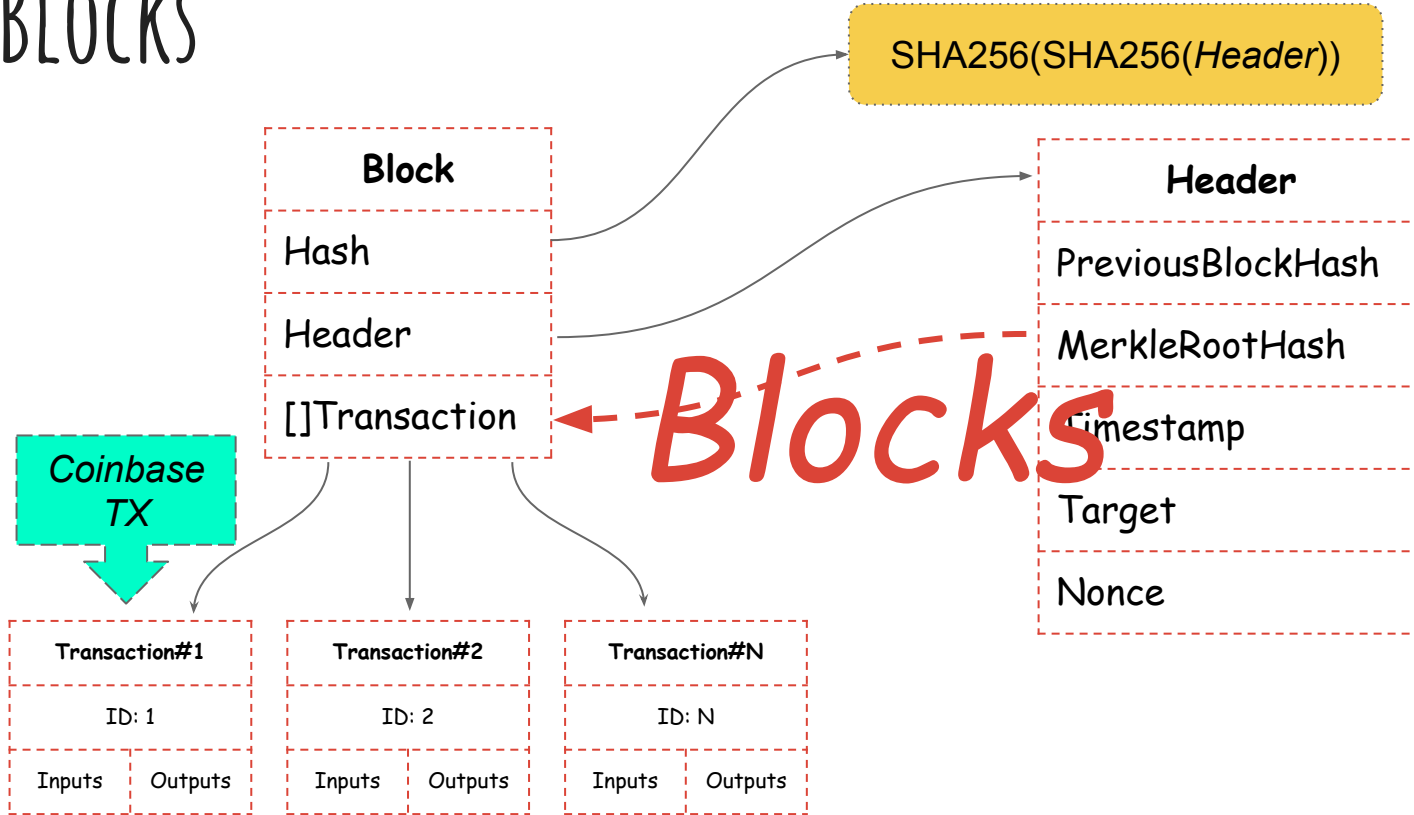 BLOCKS
SHA256(SHA256(Header))
Block
Hash
Header
[]Transaction
Header
PreviousBlockHash
MerkleRootHash
Timestamp
Target
Nonce
Blocks
Coinbase
TX
Transaction#1
ID: 1
Inputs Outputs
Transaction#2
ID: 2
Inputs Outputs
Transaction#N
ID: N
Inputs Outputs